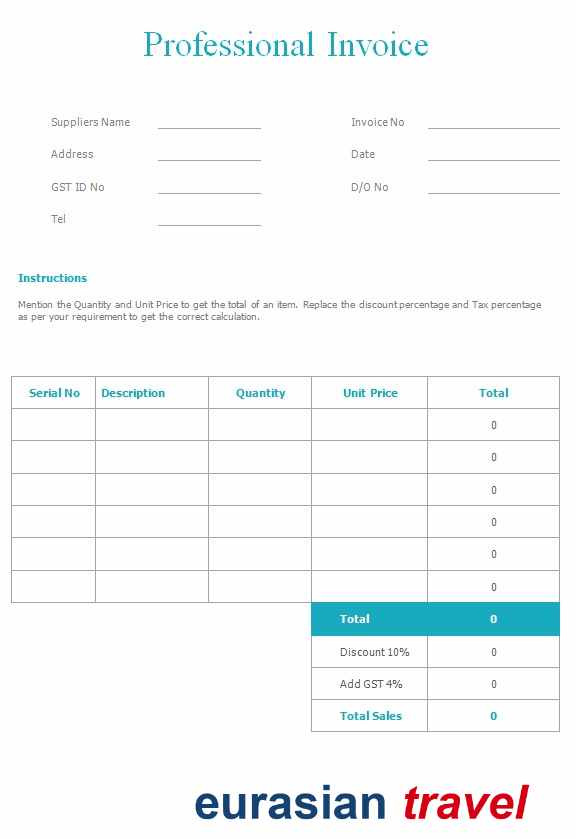 Professional Invoice
Suppliers Name
Invoice No
Address
Date
GST ID No
D/O No
Tel
Instructions
Mention the Quantity and Unit Price to get the total of an item. Replace the discount percentage and Tax percentage
as per your requirement to get the correct calculation.
Serial No Description Quantity Unit Price Total
0
0
0
0
0
0
Total 0
Discount 10% 0
Add GST 4% 0
Total Sales 0
eurasian travel